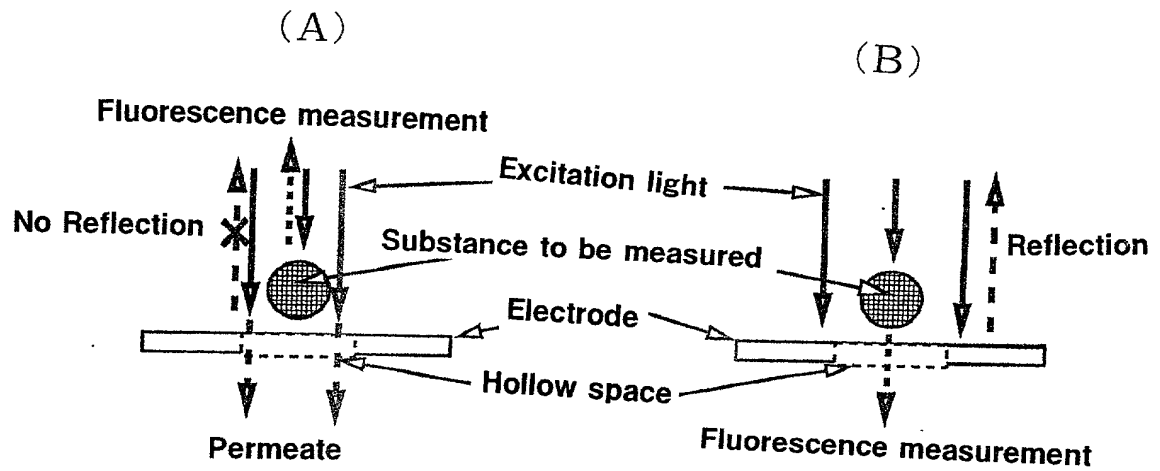 (A)
(B)
Fluorescence measurement
Excitation light
No Reflection
Substance to be measured
Reflection
Electrode
Hollow space
Permeate
Fluorescence measurement